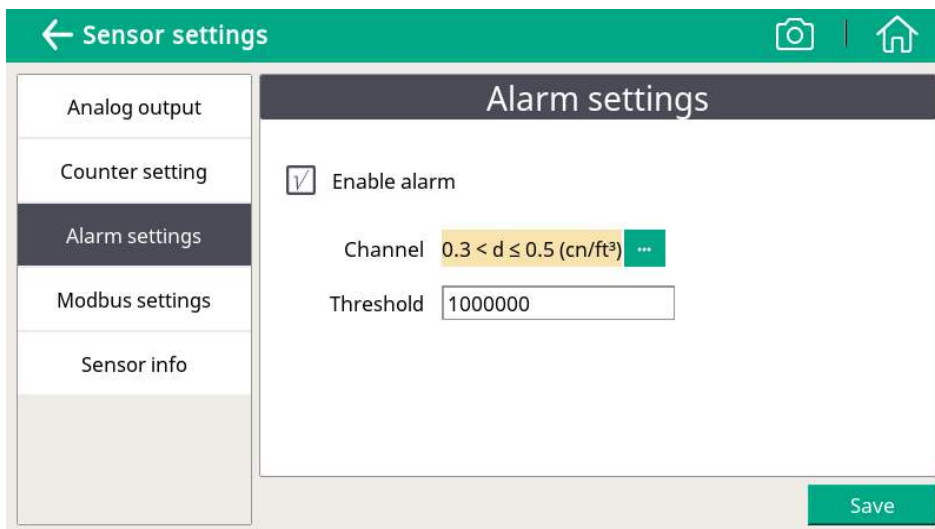 Sensor settings
Analog output
Counter setting
Alarm settings
Modbus settings
Sensor info
Alarm settings
Enable alarm
Channel 0.3 < d ≤ 0.5 (cn/ft³) ...
Threshold 1000000
Save